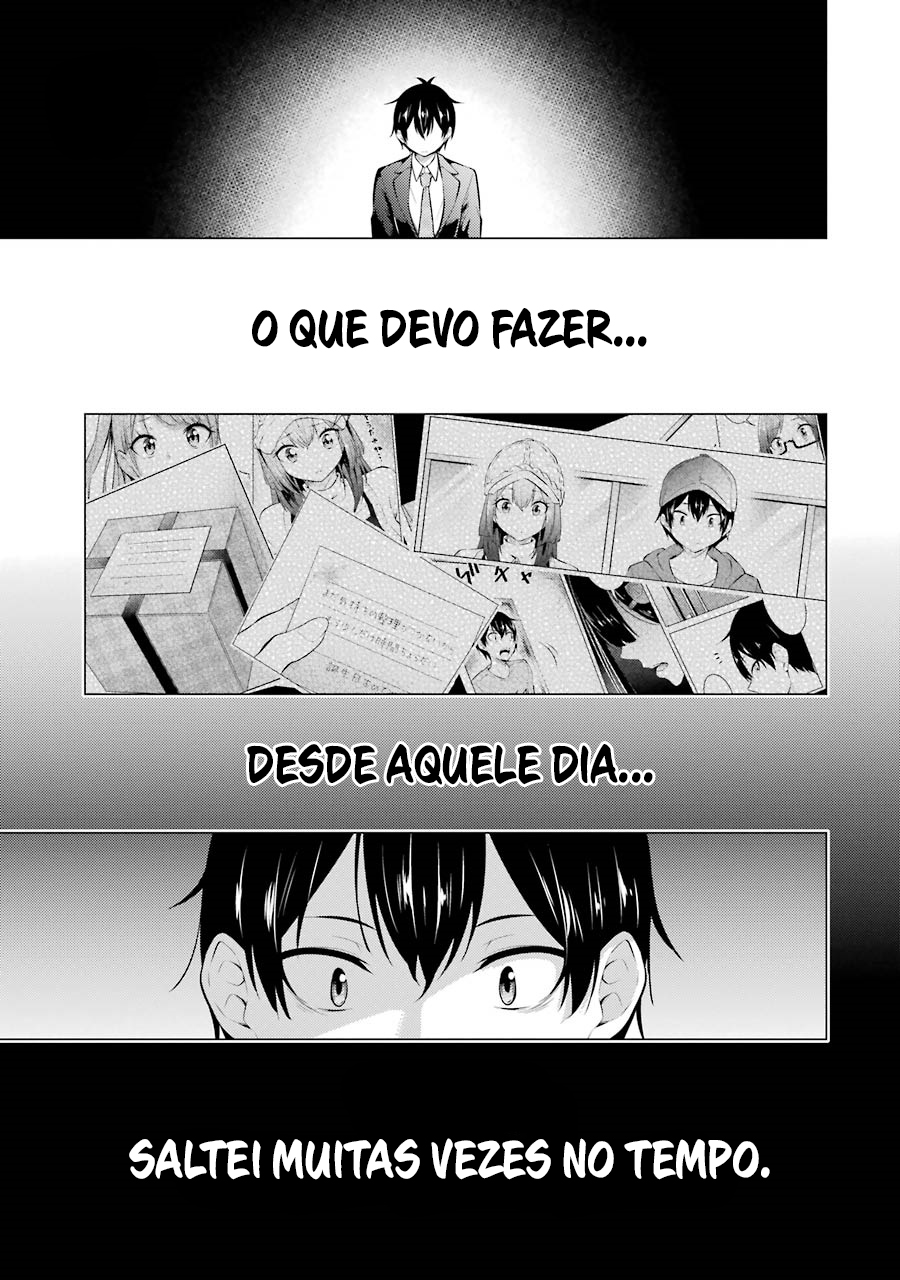 O QUE DEVO FAZER...
DESDE AQUELE DIA...
SALTEI MUITAS VEZES NO TEMPO.